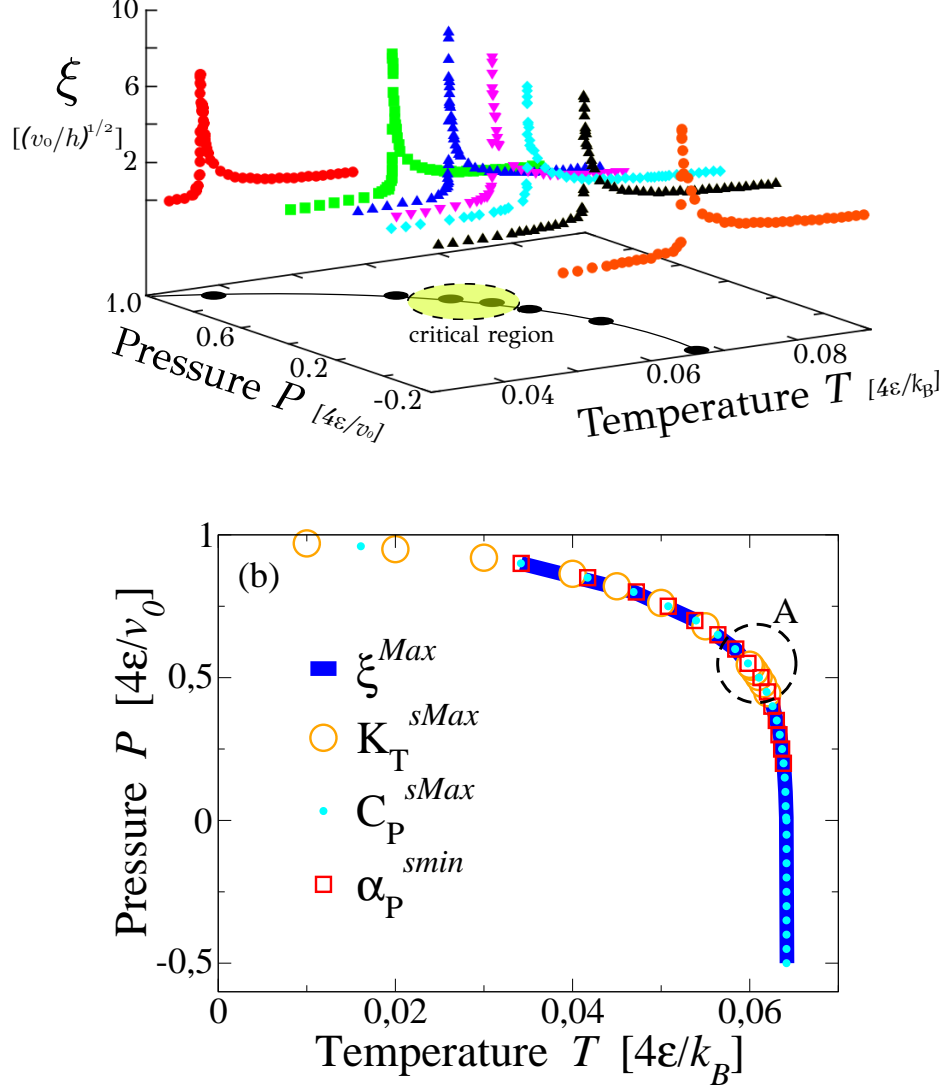 10
6
2
ξ
[(v₀/h)^{1/2}]
critical region
1.0
0.6
0.2
-0.2
Pressure P [4ε/v₀]
0.04
0.06
0.08
Temperature T [4ε/k_B]
(b)
A
1
0,5
0
-0,5
Pressure P [4ε/v₀]
ξ^{Max}
K_T^{sMax}
C_P^{sMax}
α_P^{smin}
0
0,02
0,04
0,06
Temperature T [4ε/k_B]